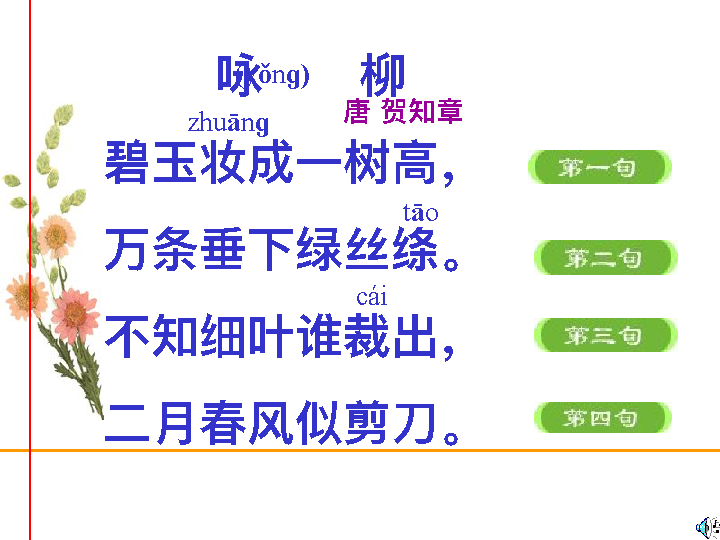 咏ǒng) 柳
唐 贺知章
zhuāng
碧玉妆成一树高，
第一句
tāo
万条垂下绿丝绦。
第二句
cái
不知细叶谁裁出，
第三句
二月春风似剪刀。
第四句